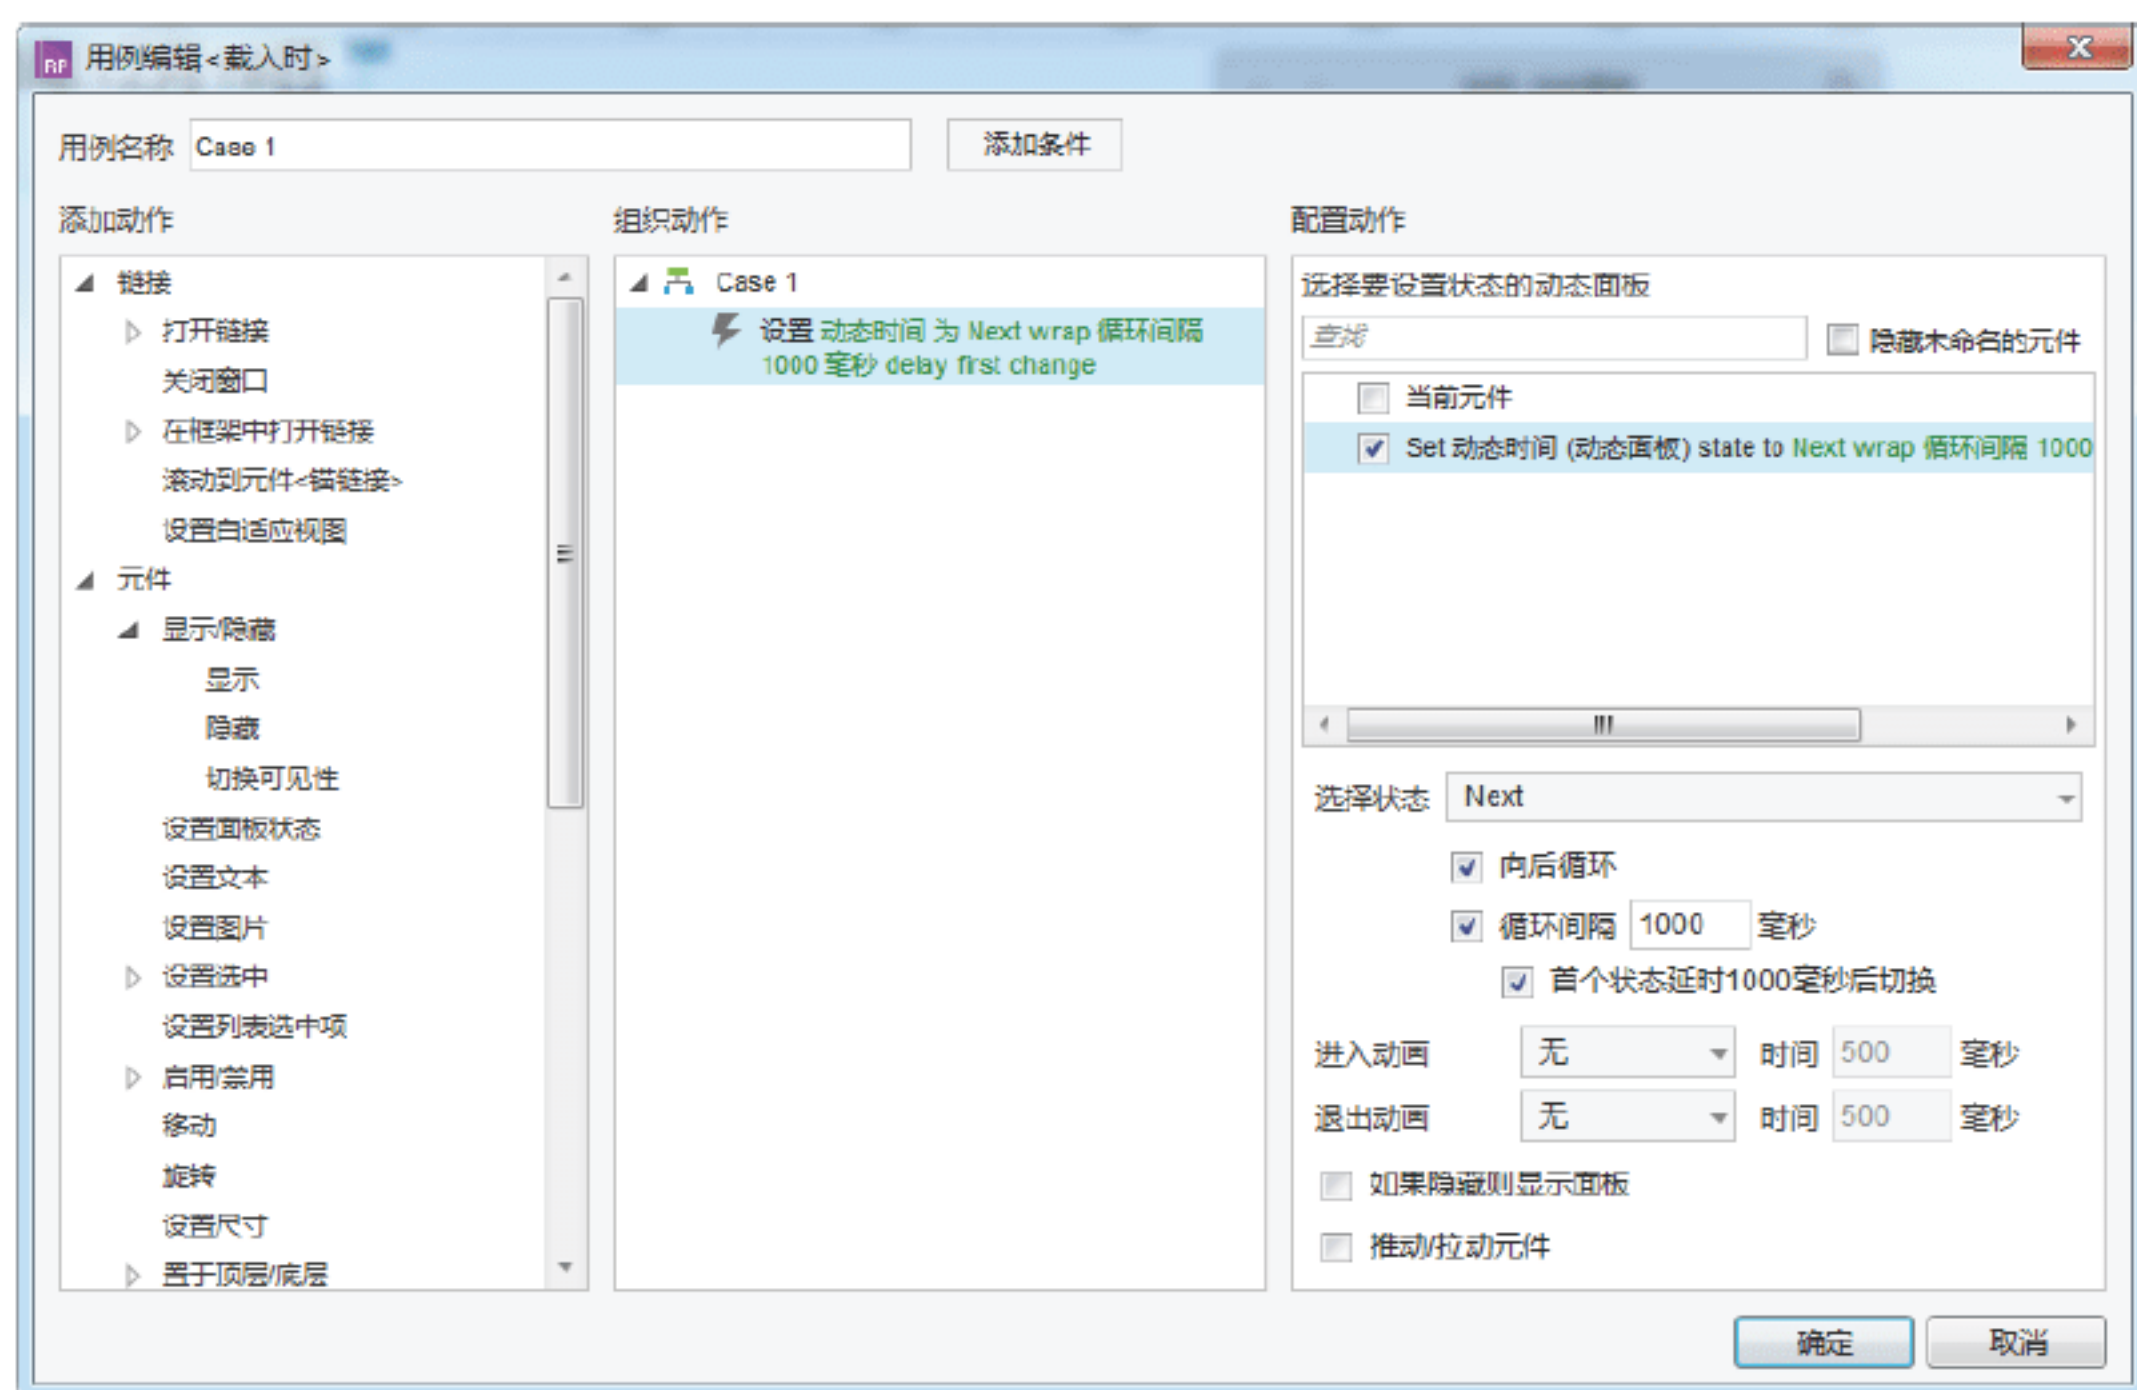 RP 用例编辑<载入时>
用例名称 Case 1 添加条件
添加动作
链接
打开链接
关闭窗口
在框架中打开链接
滚动到元件<锚链接>
设置自适应视图
元件
显示/隐藏
显示
隐藏
切换可见性
设置面板状态
设置文本
设置图片
设置选中
设置列表选中项
启用/禁用
移动
旋转
设置尺寸
置于顶层/底层
组织动作
Case 1
设置 动态时间 为 Next wrap 循环间隔
1000 毫秒 delay first change
配置动作
选择要设置状态的动态面板
查找 隐藏未命名的元件
当前元件
Set 动态时间 (动态面板) state to Next wrap 循环间隔 1000
选择状态 Next
向后循环
循环间隔 1000 毫秒
首个状态延时1000毫秒后切换
进入动画 无 时间 500 毫秒
退出动画 无 时间 500 毫秒
如果隐藏则显示面板
推动/拉动元件
确定 取消